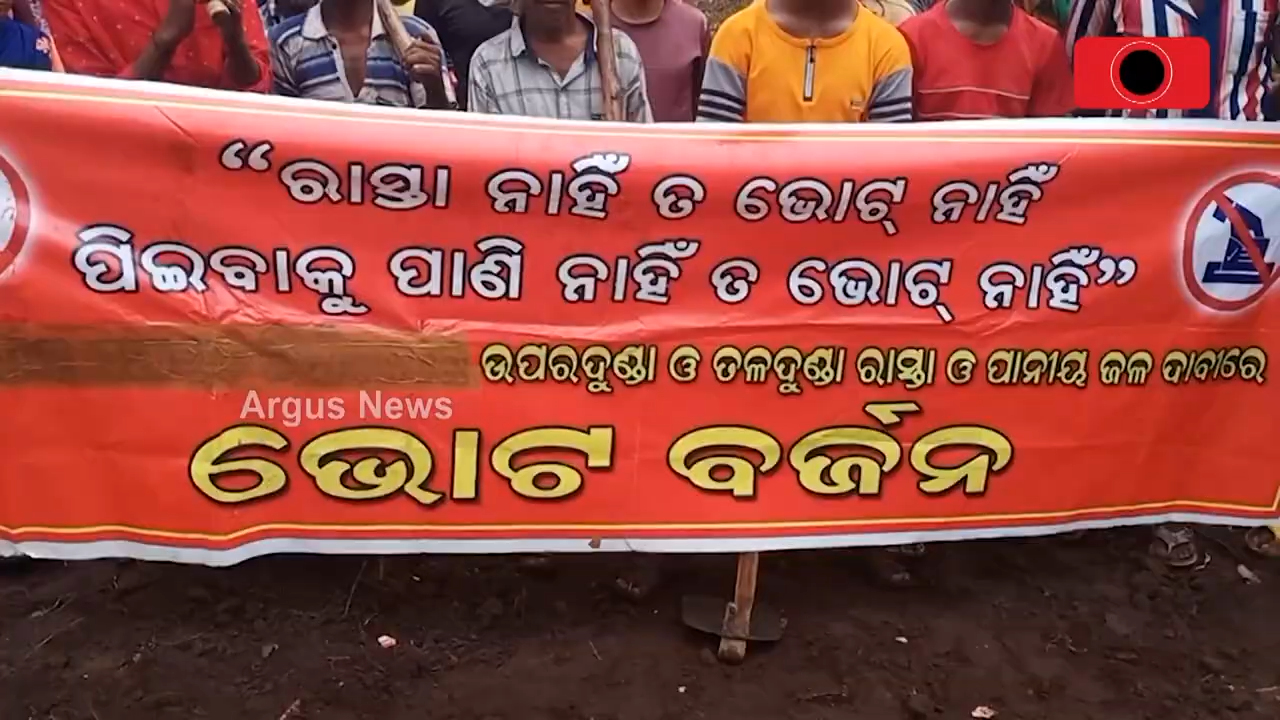 “ରାସ୍ତା ନାହିଁ ତ ଭୋଟ୍ ନାହିଁ
ପିଇବାକୁ ପାଣି ନାହିଁ ତ ଭୋଟ୍ ନାହିଁ”
ଉପରଦୁଣ୍ଡା ଓ ତଳଦୁଣ୍ଡା ରାସ୍ତା ଓ ପାନୀୟ ଜଳ ଦାବୀରେ
Argus News
ଭୋଟ ବର୍ଜନ